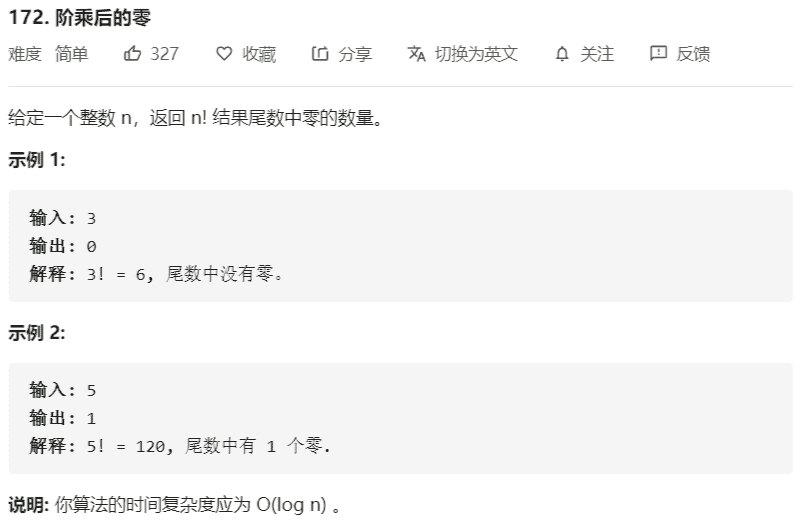 172. 阶乘后的零
难度 简单 327 收藏 分享 切换为英文 关注 反馈
给定一个整数 n，返回 n! 结果尾数中零的数量。
示例 1:
输入: 3
输出: 0
解释: 3! = 6, 尾数中没有零。
示例 2:
输入: 5
输出: 1
解释: 5! = 120, 尾数中有 1 个零.
说明: 你算法的时间复杂度应为 O(log n) 。